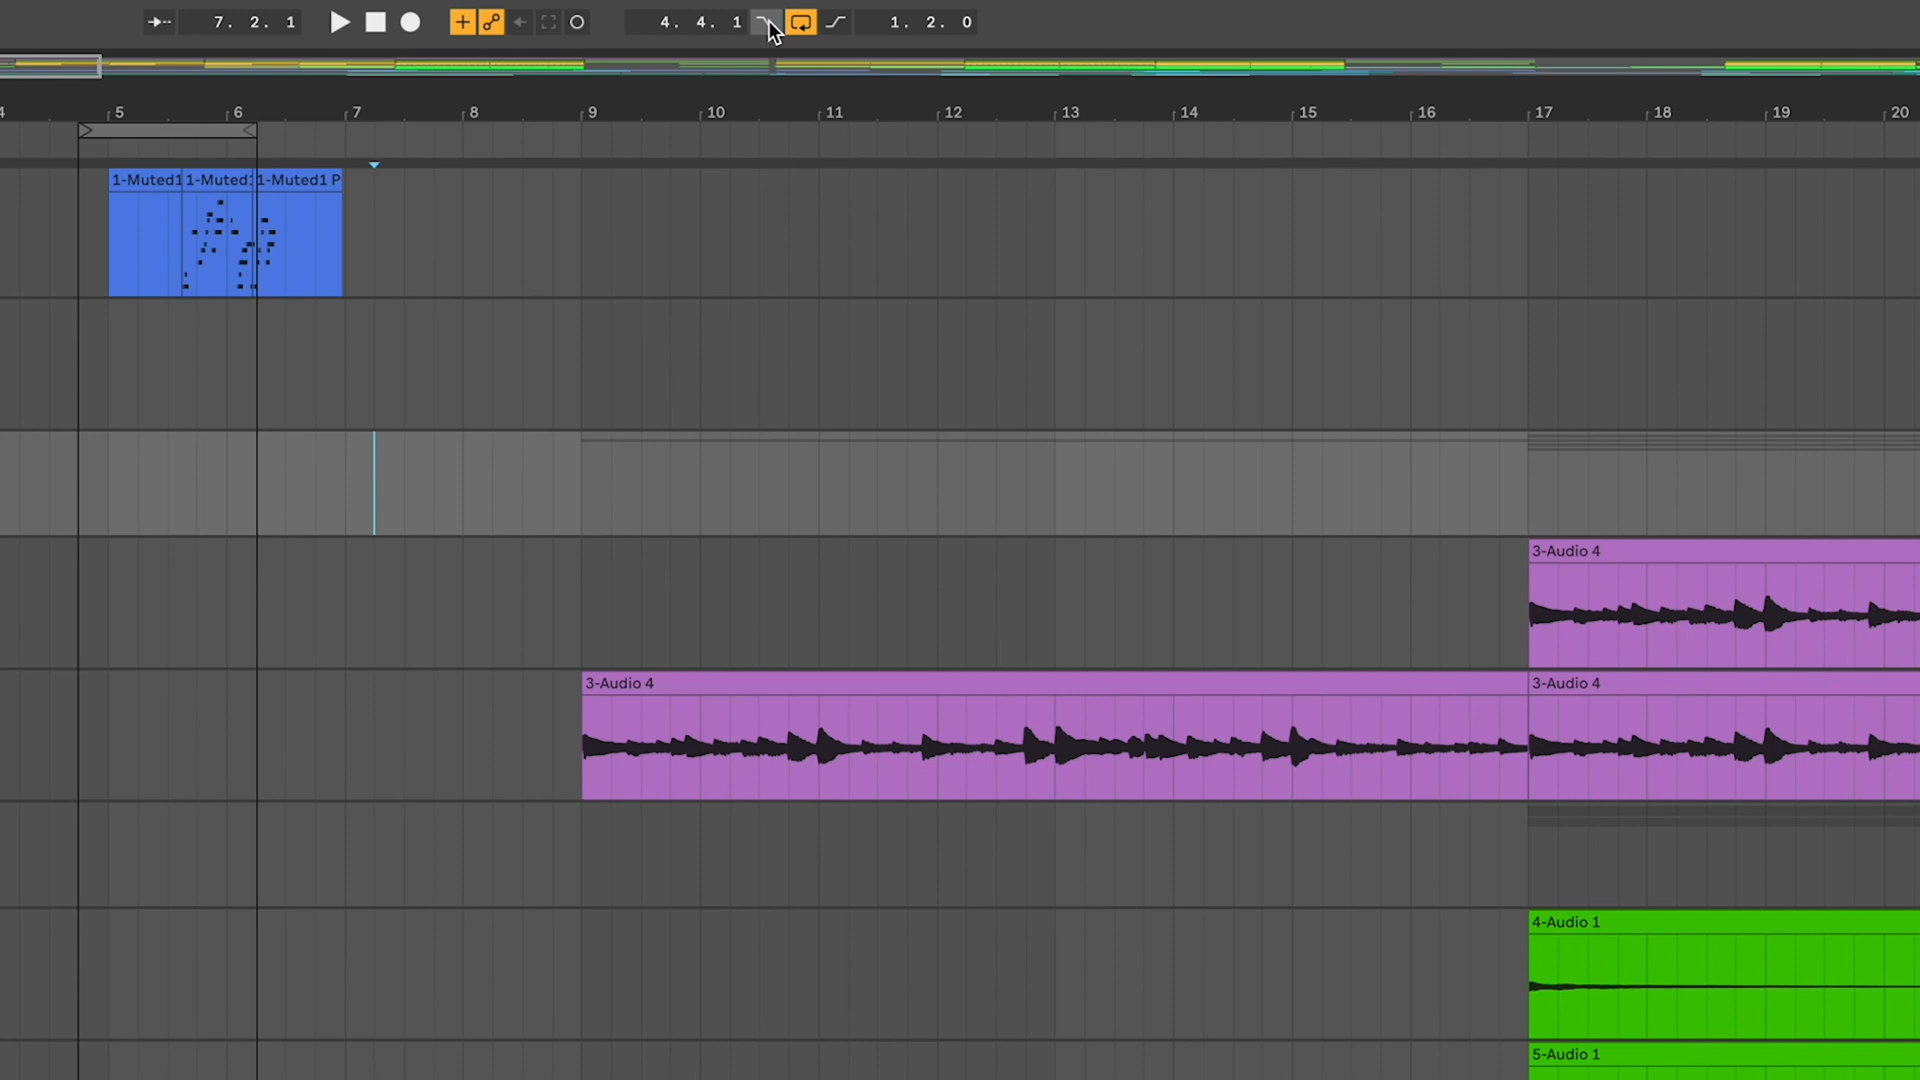 7. 2. 1
4. 4. 1
1. 2. 0
4 5 6 7 8 9 10 11 12 13 14 15 16 17 18 19 20
1-Muted1 1-Muted1 1-Muted1 P
3-Audio 4
3-Audio 4 3-Audio 4
4-Audio 1
5-Audio 1